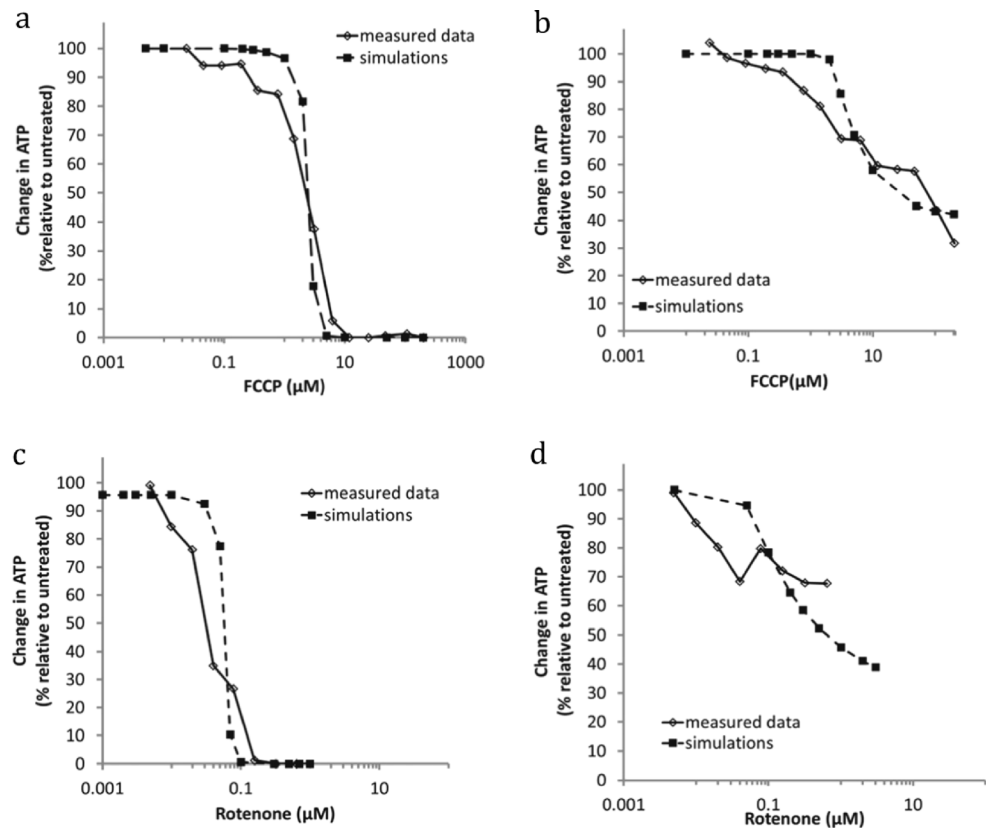 a
Change in ATP
(%relative to untreated)
100
90
80
70
60
50
40
30
20
10
0
measured data
simulations
0.001
0.1
10
1000
FCCP (µM)
b
Change in ATP
(% relative to untreated)
100
90
80
70
60
50
40
30
20
10
0
measured data
simulations
0.001
0.1
10
FCCP(µM)
c
Change in ATP
(% relative to untreated)
100
90
80
70
60
50
40
30
20
10
0
measured data
simulations
0.001
0.1
10
Rotenone (µM)
d
Change in ATP
(% relative to untreated)
100
90
80
70
60
50
40
30
20
10
0
measured data
simulations
0.001
0.1
10
Rotenone (µM)